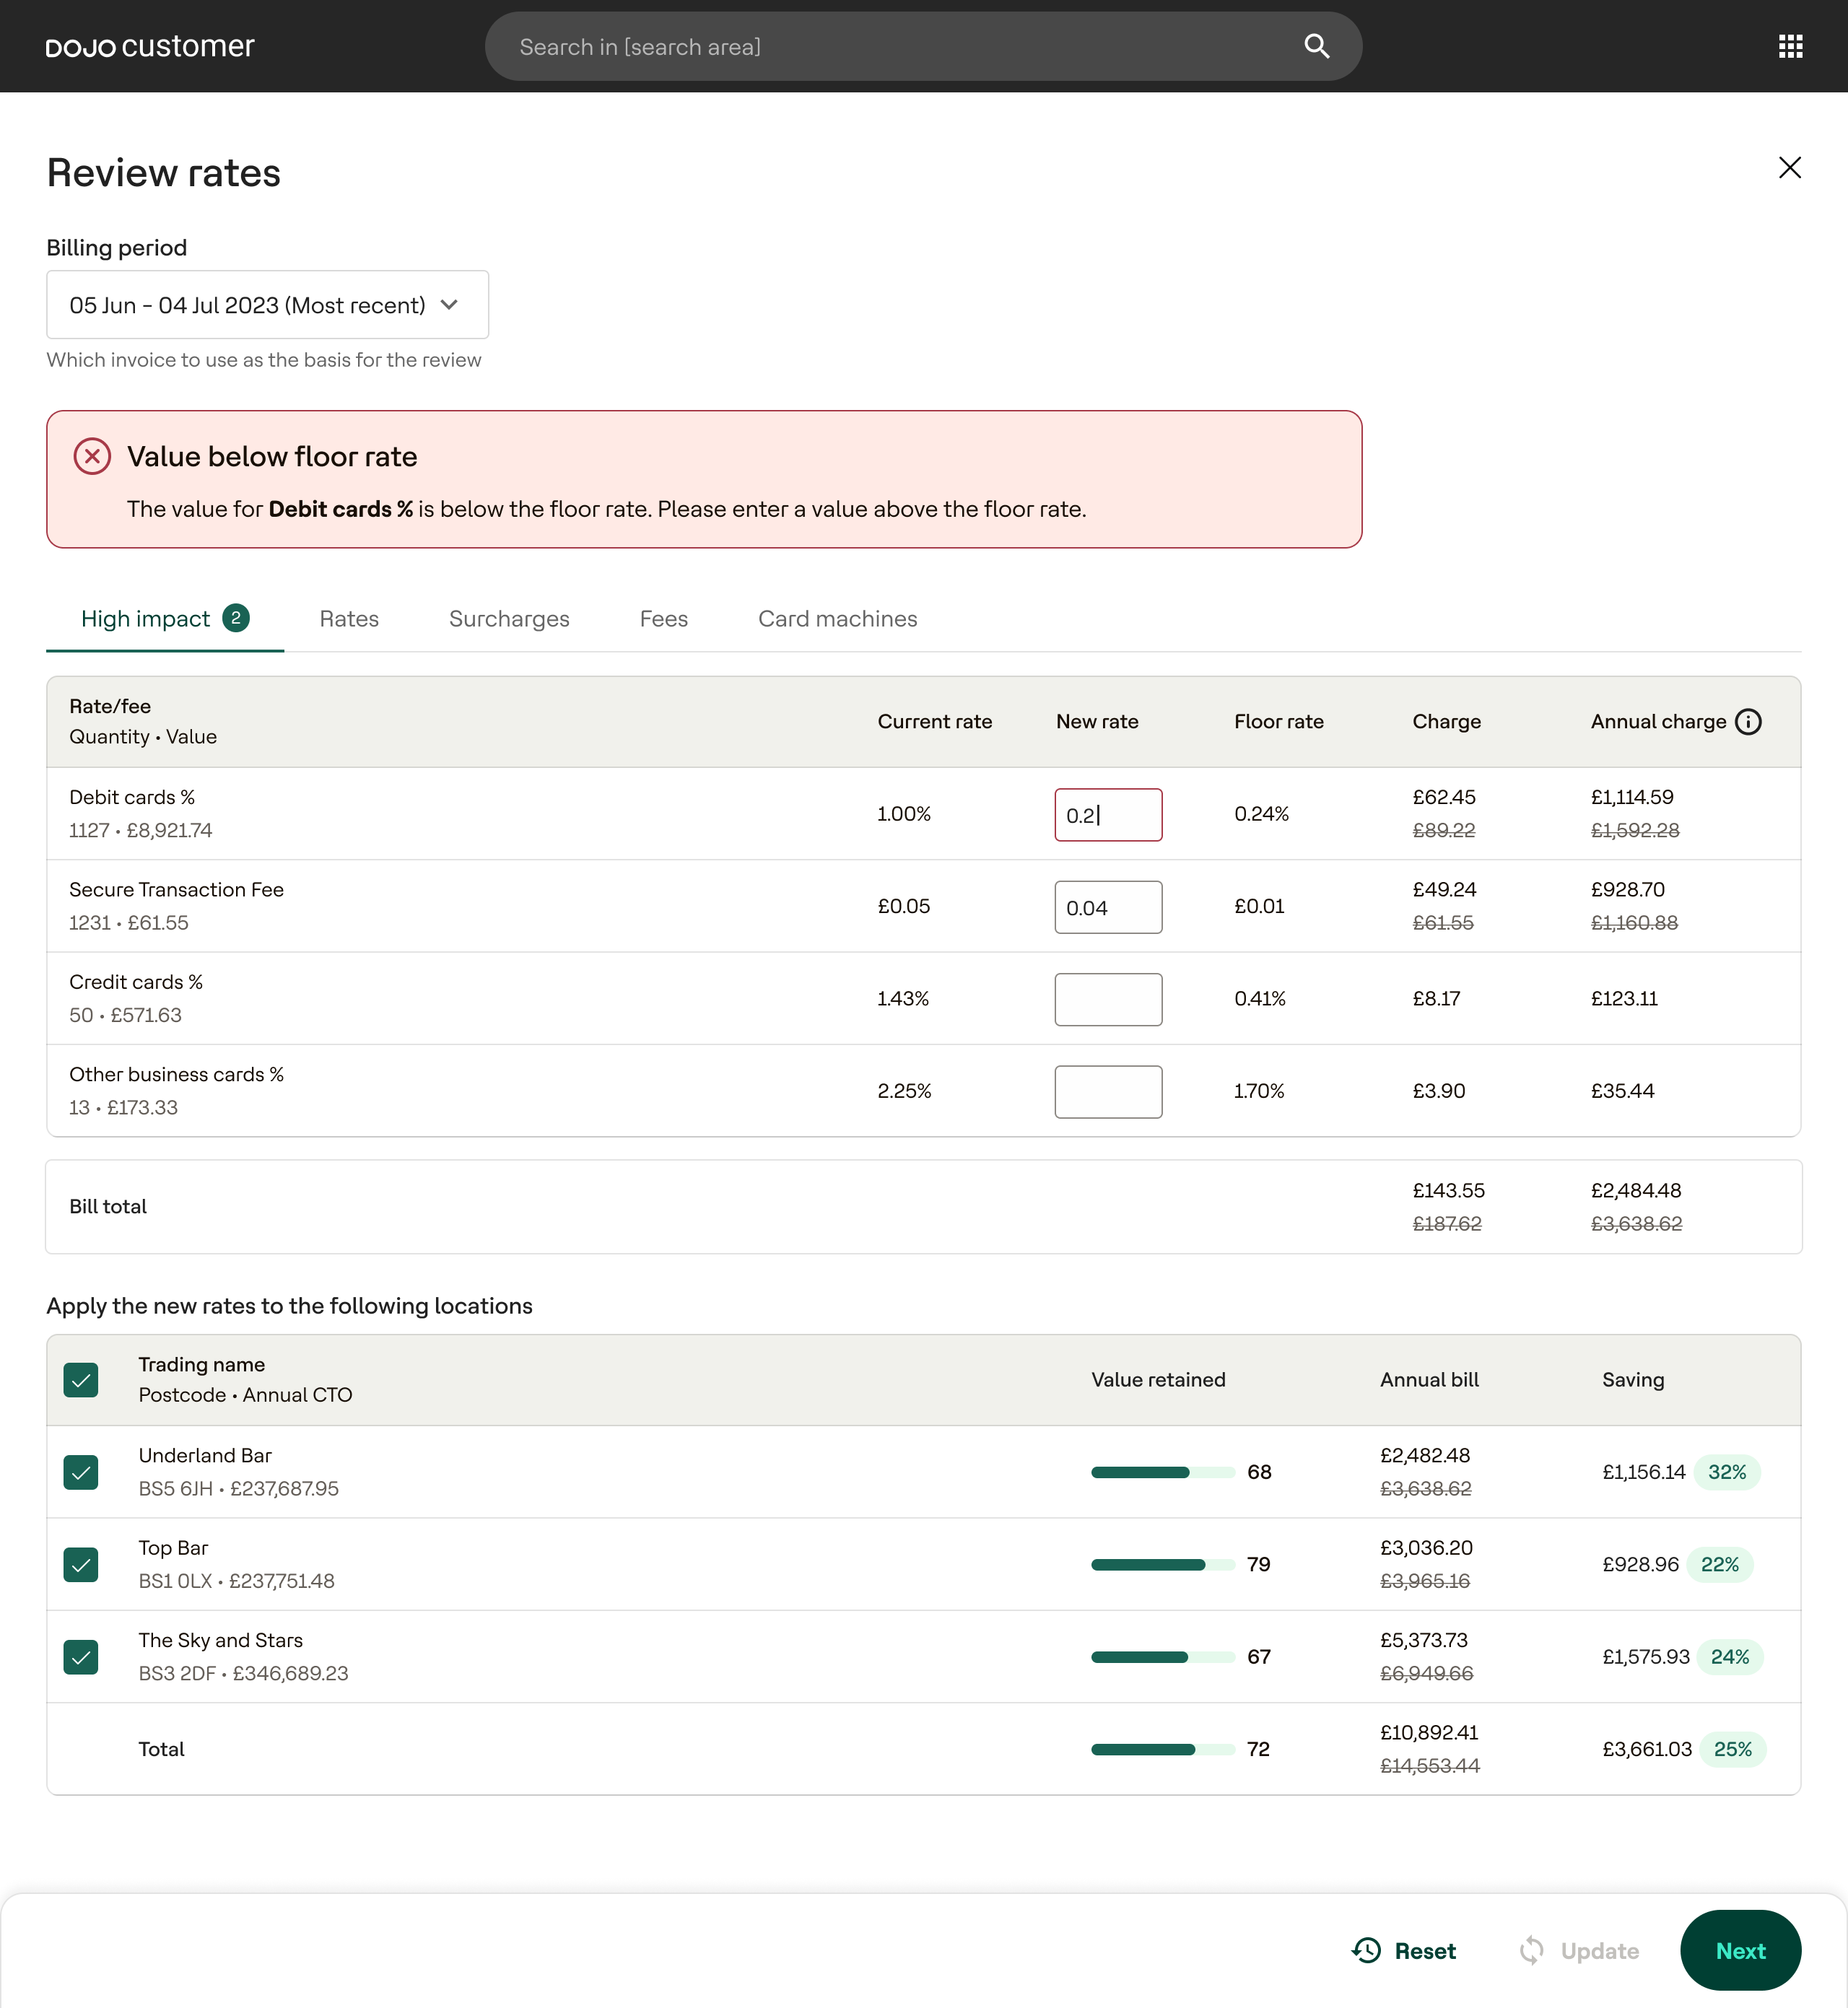 DOJO customer
Search in [search area]
Review rates
Billing period
05 Jun - 04 Jul 2023 (Most recent)
Which invoice to use as the basis for the review
Value below floor rate
The value for Debit cards % is below the floor rate. Please enter a value above the floor rate.
High impact 2 Rates Surcharges Fees Card machines
Rate/fee
Quantity • Value
Current rate New rate Floor rate Charge Annual charge
Debit cards %
1127 • £8,921.74
1.00% 0.2 0.24% £62.45 £1,114.59
£89.22 £1,592.28
Secure Transaction Fee
1231 • £61.55
£0.05 0.04 £0.01 £49.24 £928.70
£61.55 £1,160.88
Credit cards %
50 • £571.63
1.43% 0.41% £8.17 £123.11
Other business cards %
13 • £173.33
2.25% 1.70% £3.90 £35.44
Bill total
£143.55 £2,484.48
£187.62 £3,638.62
Apply the new rates to the following locations
Trading name
Postcode • Annual CTO
Value retained Annual bill Saving
Underland Bar
BS5 6JH • £237,687.95
68 £2,482.48 £1,156.14 32%
£3,638.62
Top Bar
BS1 0LX • £237,751.48
79 £3,036.20 £928.96 22%
£3,965.16
The Sky and Stars
BS3 2DF • £346,689.23
67 £5,373.73 £1,575.93 24%
£6,949.66
Total
72 £10,892.41 £3,661.03 25%
£14,553.44
Reset Update Next